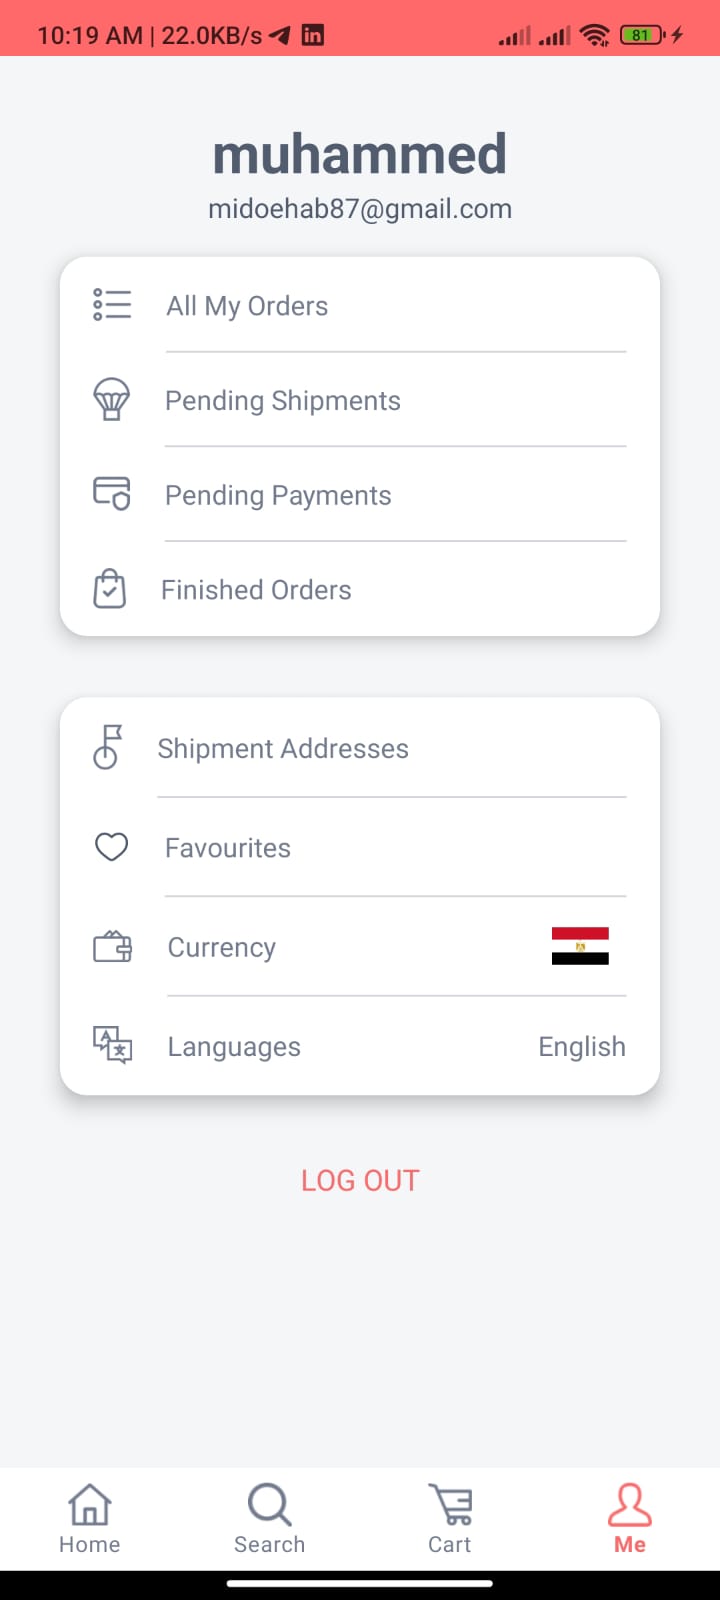 10:19 AM | 22.0KB/s in 81
muhammed
midoehab87@gmail.com
All My Orders
Pending Shipments
Pending Payments
Finished Orders
Shipment Addresses
Favourites
Currency
Languages English
LOG OUT
Home Search Cart Me